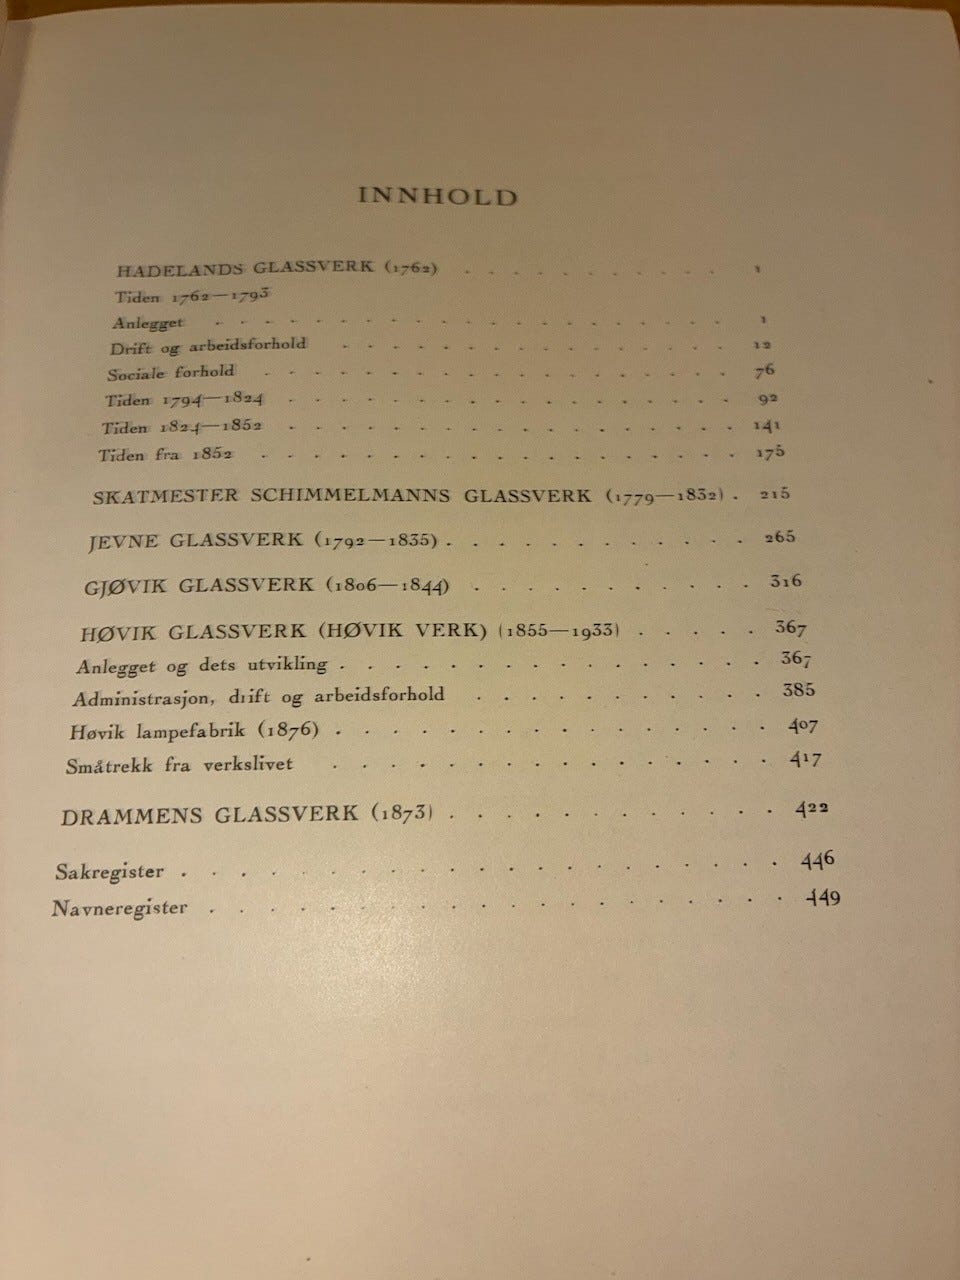 INNHOLD
HADELANDS GLASSVERK (1762) . . . . . . . . . . 1
Tiden 1762—1793
Anlegget . . . . . . . . . . . . . . . . . . . . 1
Drift og arbeidsforhold . . . . . . . . . . . . . . . 12
Sociale forhold . . . . . . . . . . . . . . . . . . 76
Tiden 1794—1824 . . . . . . . . . . . . . . . . . 92
Tiden 1824—1852 . . . . . . . . . . . . . . . . . 141
Tiden fra 1852 . . . . . . . . . . . . . . . . . . 175
SKATMESTER SCHIMMELMANNS GLASSVERK (1779—1832) . 215
JEVNE GLASSVERK (1792—1835) . . . . . . . . . . . . 265
GJØVIK GLASSVERK (1806—1844) . . . . . . . . . . . 316
HØVIK GLASSVERK (HØVIK VERK) (1855—1933) . . . . . 367
Anlegget og dets utvikling . . . . . . . . . . . . . . . . 367
Administrasjon, drift og arbeidsforhold . . . . . . . . . . 385
Høvik lampefabrik (1876) . . . . . . . . . . . . . . . . 407
Småtrekk fra verkslivet . . . . . . . . . . . . . . . . 417
DRAMMENS GLASSVERK (1873) . . . . . . . . . . . . 422
Sakregister . . . . . . . . . . . . . . . . . . . . . 446
Navneregister . . . . . . . . . . . . . . . . . . . . 449